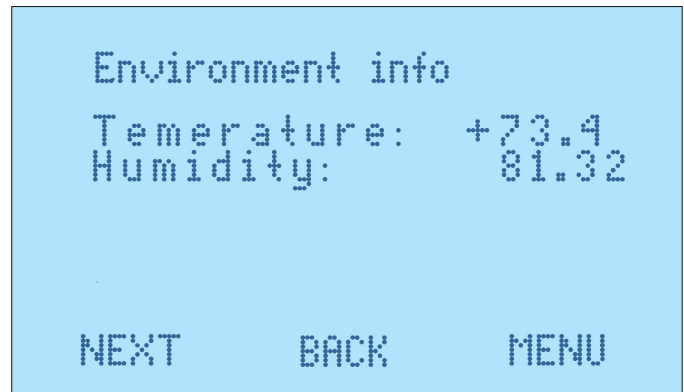 Environment info
Temerature: +73.4
Humidity: 81.32
NEXT BACK MENU